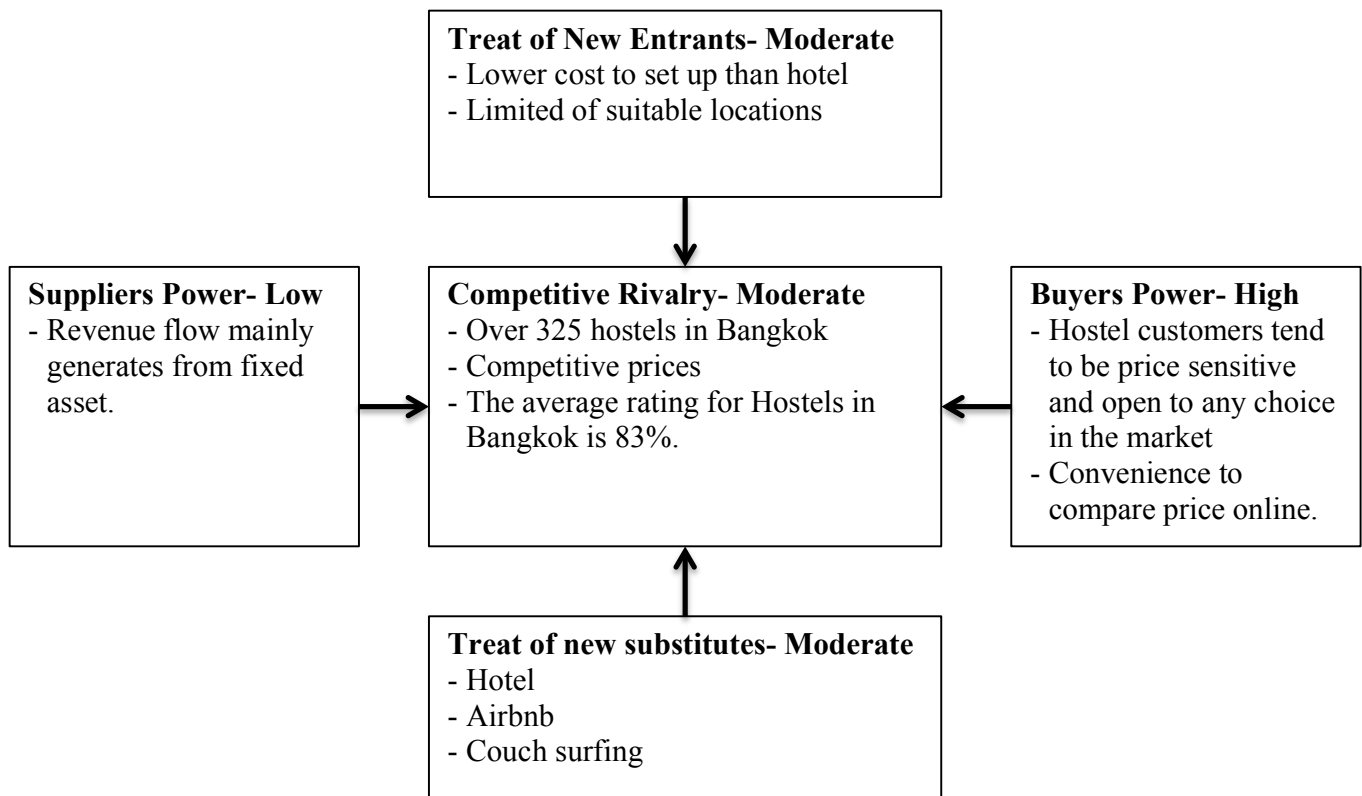 Treat of New Entrants- Moderate
- Lower cost to set up than hotel
- Limited of suitable locations
Suppliers Power- Low
- Revenue flow mainly
generates from fixed
asset.
Competitive Rivalry- Moderate
- Over 325 hostels in Bangkok
- Competitive prices
- The average rating for Hostels in
Bangkok is 83%.
Buyers Power- High
- Hostel customers tend
to be price sensitive
and open to any choice
in the market
- Convenience to
compare price online.
Treat of new substitutes- Moderate
- Hotel
- Airbnb
- Couch surfing